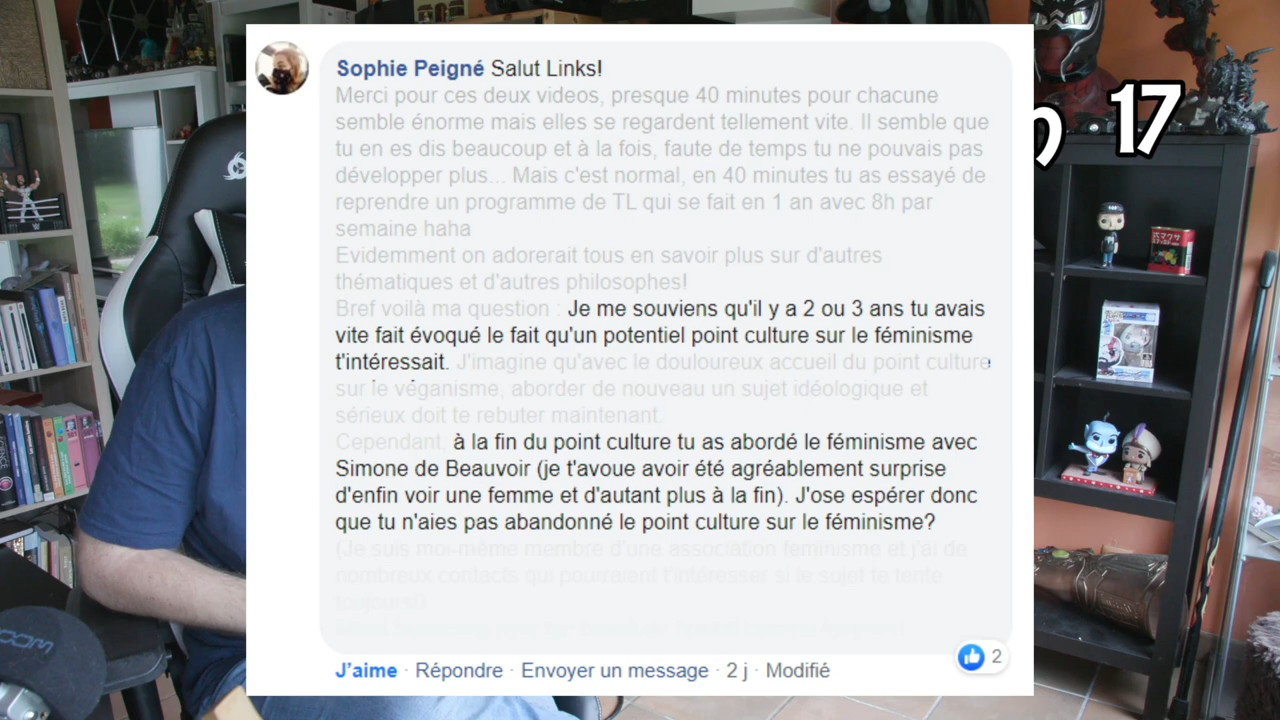 Sophie Peigné Salut Links!
Merci pour ces deux videos, presque 40 minutes pour chacune
semble énorme mais elles se regardent tellement vite. Il semble que
tu en es dis beaucoup et à la fois, faute de temps tu ne pouvais pas
développer plus... Mais c'est normal, en 40 minutes tu as essayé de
reprendre un programme de TL qui se fait en 1 an avec 8h par
semaine haha
Evidemment on adorerait tous en savoir plus sur d'autres
thématiques et d'autres philosophes!
Bref voilà ma question : Je me souviens qu'il y a 2 ou 3 ans tu avais
vite fait evoqué le fait qu'un potentiel point culture sur le féminisme
t'intéressait. J'imagine qu'avec le douloureux accueil du point culture
sur le véganisme, aborder de nouveau un sujet idéologique et
sérieux doit te rebuter maintenant.
Cependant, à la fin du point culture tu as abordé le féminisme avec
Simone de Beauvoir (je t'avoue avoir été agréablement surprise
d'enfin voir une femme et d'autant plus à la fin). J'ose espérer donc
que tu n'aies pas abandonné le point culture sur le féminisme?
(Je suis moi-même membre d'une association feminisme et j'ai de
nombreux contacts qui pourraient t'intéresser si le sujet te tente
toujours!)
2
J'aime · Répondre · Envoyer un message · 2 j · Modifié
17